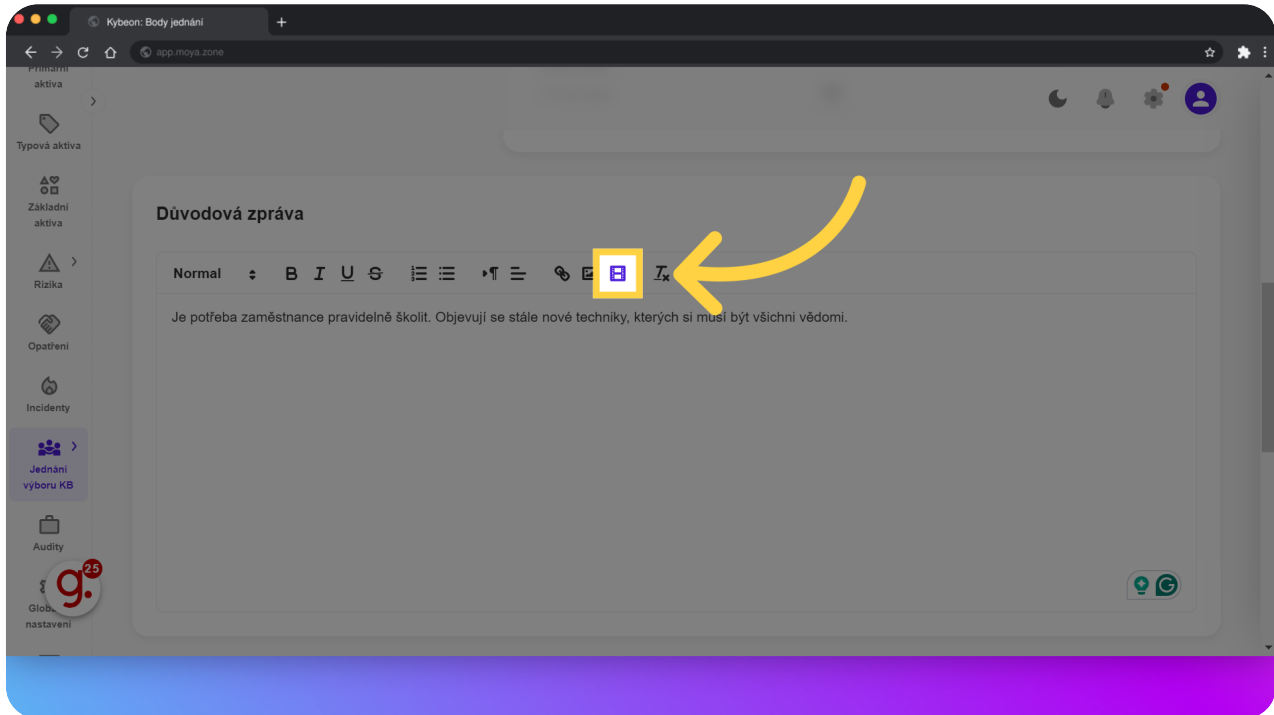 Kybeon: Body jednání
app.moya.zone
Primární
aktiva
Typová aktiva
Základní
aktiva
Rizika
Opatření
Incidenty
Jednání
výboru KB
Audity
nastavení
g.
25
Důvodová zpráva
Normal
B I U S
Je potřeba zaměstnance pravidelně školit. Objevují se stále nové techniky, kterých si musí být všichni vědomi.